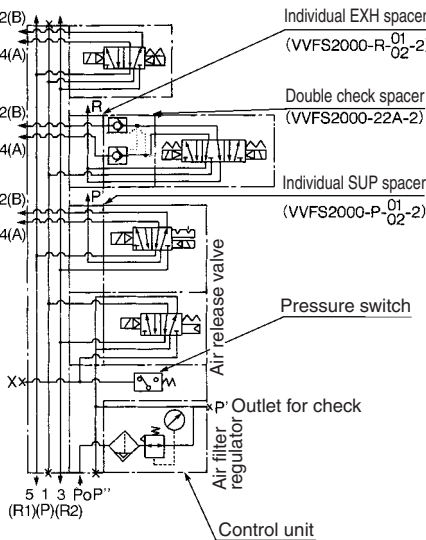 2(B)
4(A)
Individual EXH spacer
(VVFS2000-R-01/02-2)
2(B)
R
4(A)
Double check spacer
(VVFS2000-22A-2)
2(B)
P'
4(A)
Individual SUP spacer
(VVFS2000-P-01/02-2)
Air release valve
Pressure switch
X
P' Outlet for check
Air filter
regulator
5 1 3 PoP''
(R1)(P)(R2)
Control unit